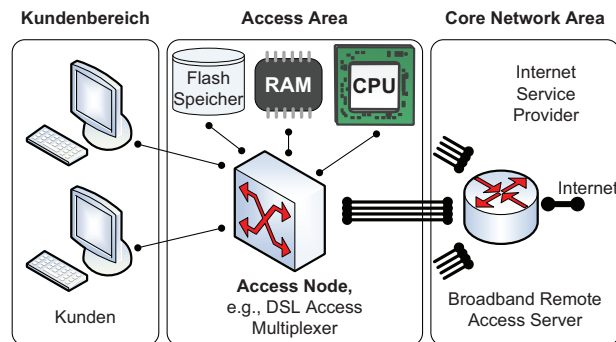 Kundenbereich
Access Area
Core Network Area
Flash
Speicher
RAM
CPU
Internet
Service
Provider
Internet
Access Node,
e.g., DSL Access
Multiplexer
Kunden
Broadband Remote
Access Server